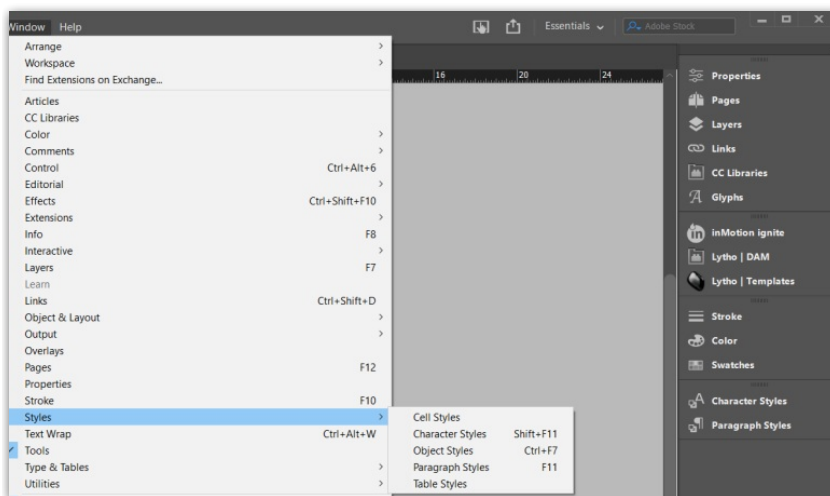 Window Help
Essentials
Adobe Stock
Arrange
Workspace
Find Extensions on Exchange...
Articles
CC Libraries
Color
Comments
Control Ctrl+Alt+6
Editorial
Effects Ctrl+Shift+F10
Extensions
Info F8
Interactive
Layers F7
Learn
Links Ctrl+Shift+D
Object & Layout
Output
Overlays
Pages F12
Properties
Stroke F10
Styles
Text Wrap Ctrl+Alt+W
Tools
Type & Tables
Utilities
Cell Styles
Character Styles Shift+F11
Object Styles Ctrl+F7
Paragraph Styles F11
Table Styles
16 20 24
Properties
Pages
Layers
Links
CC Libraries
Glyphs
inMotion ignite
Lytho | DAM
Lytho | Templates
Stroke
Color
Swatches
Character Styles
Paragraph Styles